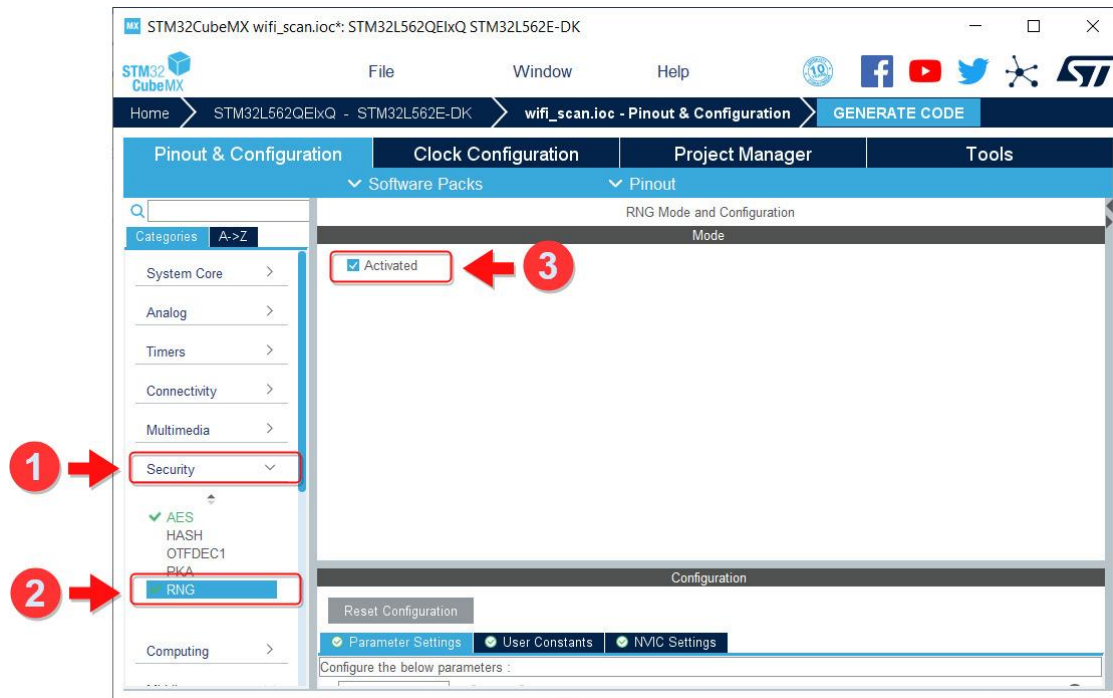 STM32CubeMX wifi_scan.ioc*: STM32L562QEIxQ STM32L562E-DK
STM32
CubeMX
File Window Help
10
ST
Home STM32L562QEIxQ - STM32L562E-DK wifi_scan.ioc - Pinout & Configuration GENERATE CODE
Pinout & Configuration Clock Configuration Project Manager Tools
Software Packs Pinout
RNG Mode and Configuration
Categories A->Z
Mode
Activated
3
System Core
Analog
Timers
Connectivity
Multimedia
1
Security
AES
HASH
OTFDEC1
PKA
2
RNG
Computing
Configuration
Reset Configuration
Parameter Settings User Constants NVIC Settings
Configure the below parameters :